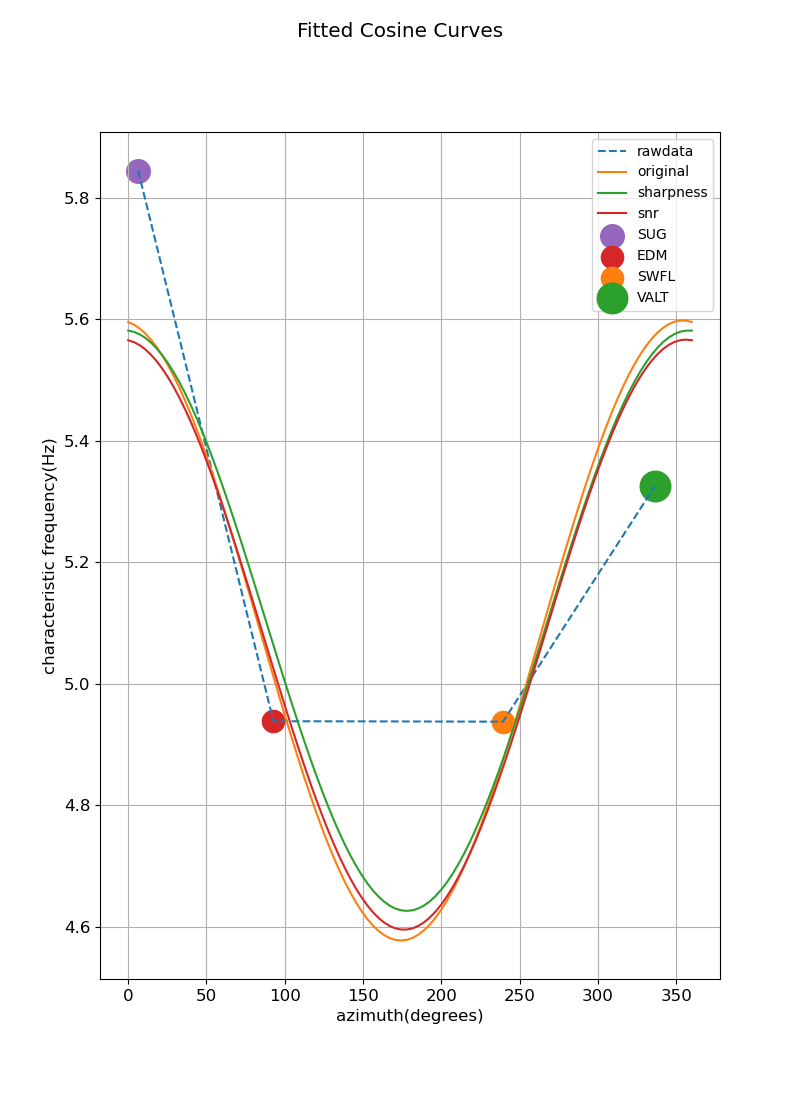 Fitted Cosine Curves
rawdata
original
sharpness
snr
SUG
EDM
SWFL
VALT
5.8
5.6
5.4
5.2
5.0
4.8
4.6
characteristic frequency(Hz)
0 50 100 150 200 250 300 350
azimuth(degrees)